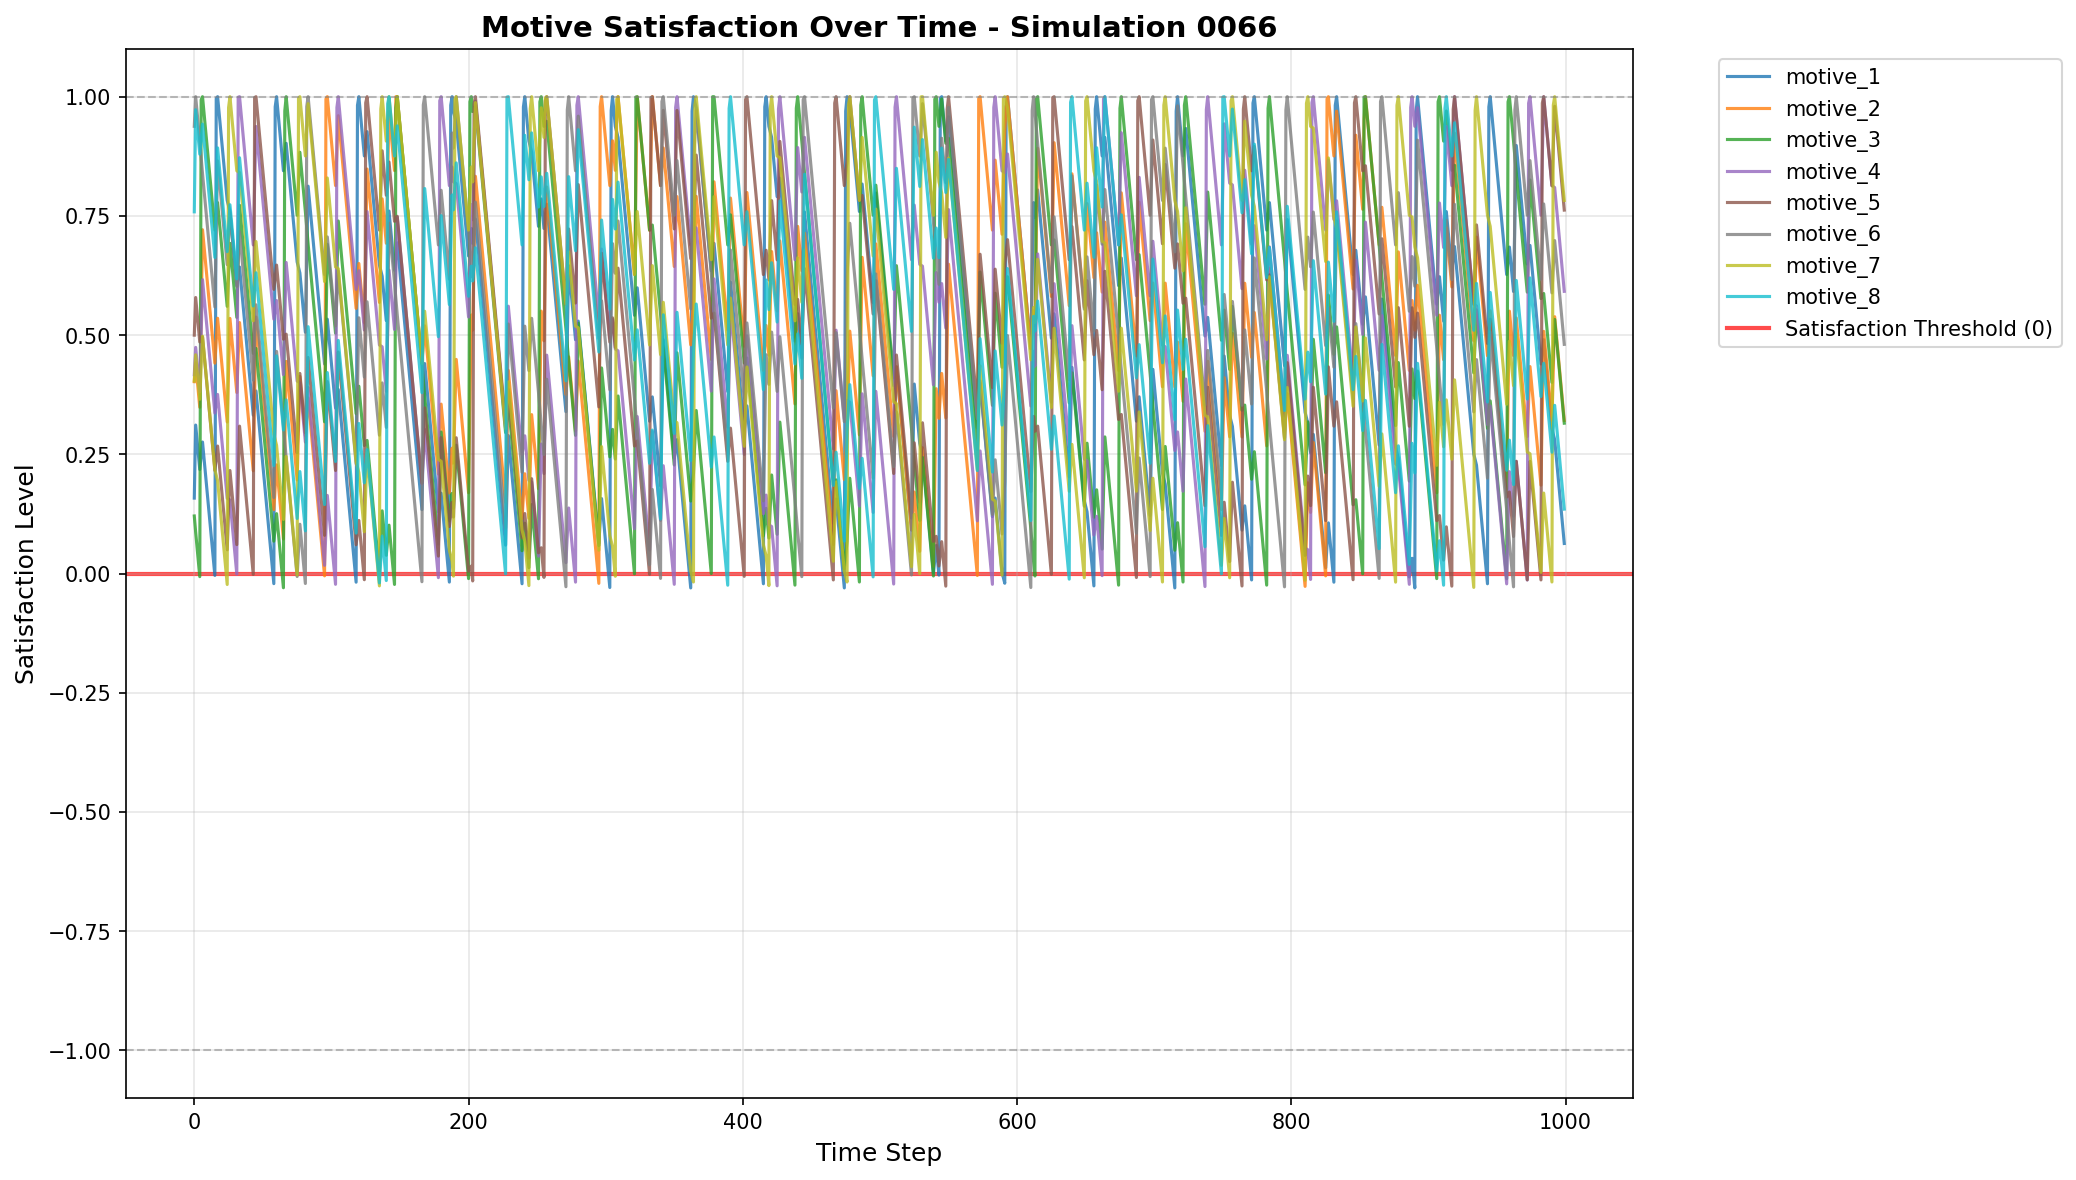 Motive Satisfaction Over Time - Simulation 0066
1.00
0.75
0.50
0.25
0.00
−0.25
−0.50
−0.75
−1.00
Satisfaction Level
0
200
400
600
800
1000
Time Step
motive_1
motive_2
motive_3
motive_4
motive_5
motive_6
motive_7
motive_8
Satisfaction Threshold (0)